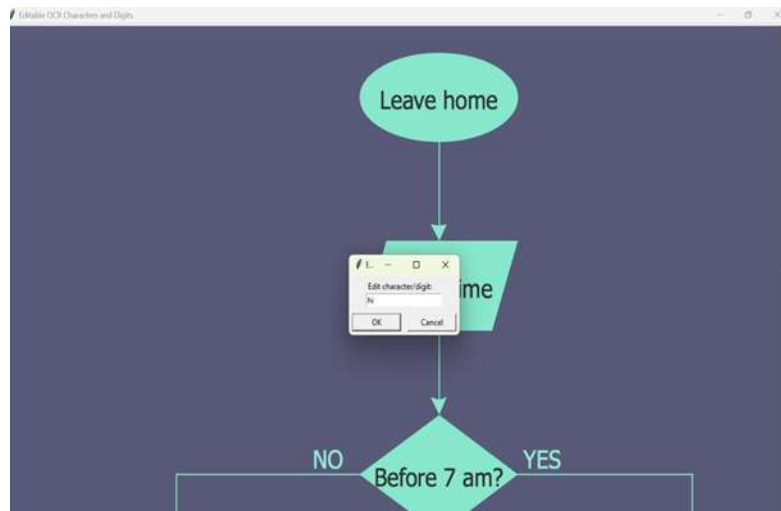 Editable OCR Characters and Digits
Leave home
ime
E...
Edit character/digit:
hi
OK
Cancel
NO
YES
Before 7 am?